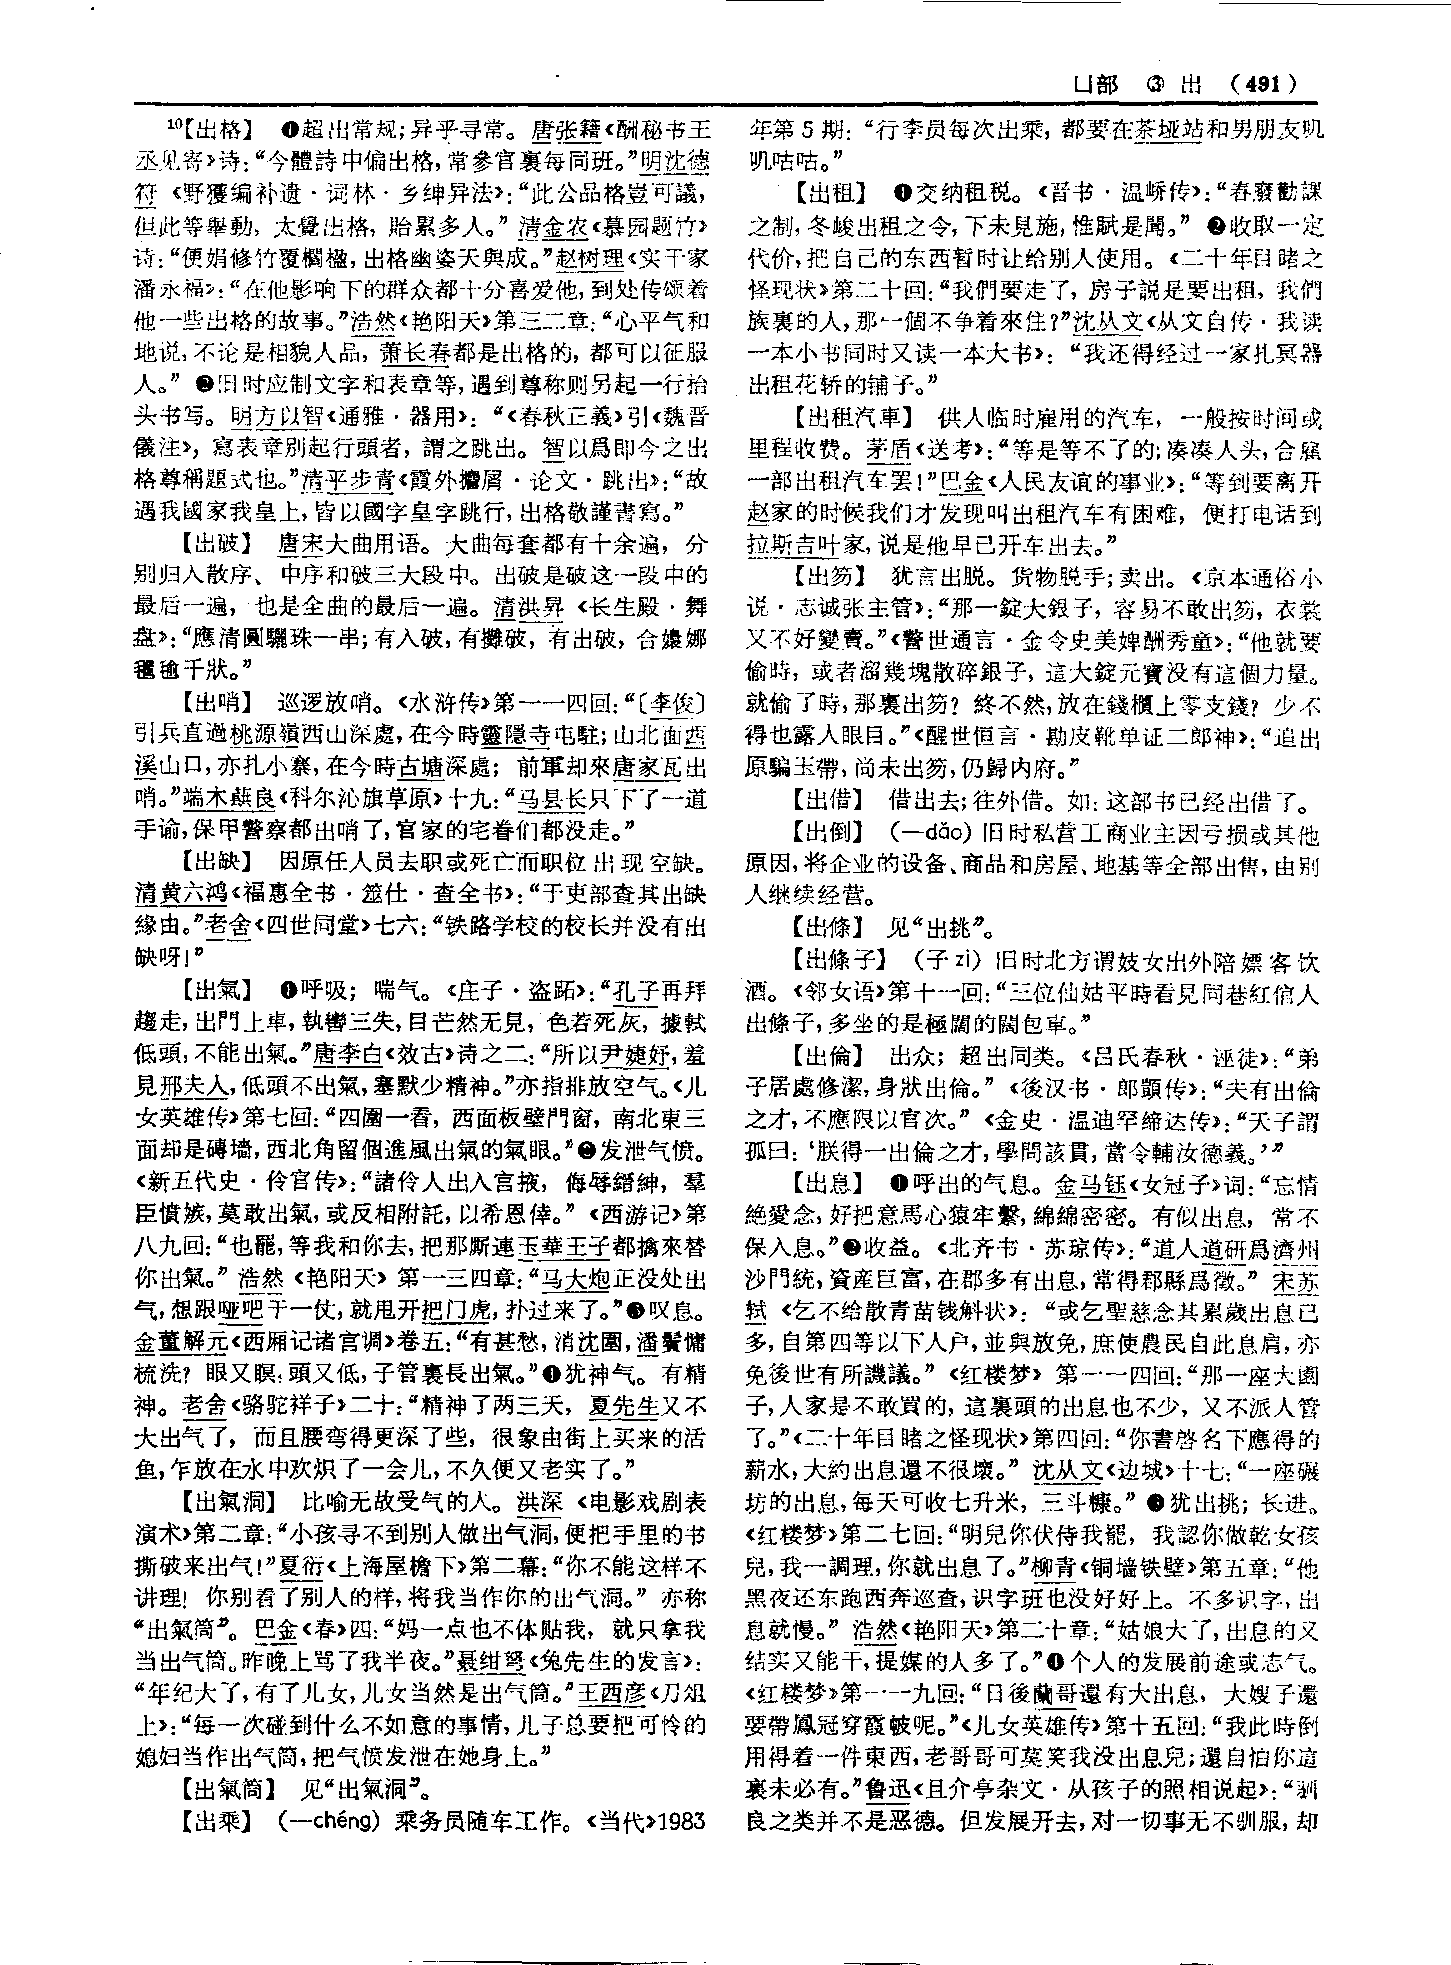 凵部 ③ 出 （491）
¹⁰【出格】 ❶超出常规；异乎寻常。唐张籍《酬秘书王
丞见寄》诗：“今體詩中偏出格，常參官裏每同班。”明沈德
符《野獲编补遗·词林·乡绅异法》：“此公品格豈可議，
但此等舉動，太覺出格，貽累多人。”清金农《慕园题竹》
诗：“便娟修竹覆欄楹，出格幽姿天與成。”赵树理《实干家
潘永福》：“在他影响下的群众都十分喜爱他，到处传颂着
他一些出格的故事。”浩然《艳阳天》第三二章：“心平气和
地说，不论是相貌人品，萧长春都是出格的，都可以征服
人。” ❷旧时应制文字和表章等，遇到尊称则另起一行抬
头书写。明方以智《通雅·器用》：“《春秋正義》引《魏晋
儀注》，寫表章别起行頭者，謂之跳出。智以爲即今之出
格尊稱題式也。”清平步青《霞外攟屑·论文·跳出》：“故
遇我國家我皇上，皆以國字皇字跳行，出格敬謹書寫。”
【出破】 唐宋大曲用语。大曲每套都有十余遍，分
别归入散序、中序和破三大段中。出破是破这一段中的
最后一遍，也是全曲的最后一遍。清洪昇《长生殿·舞
盘》：“應清圓驪珠一串；有入破，有攤破，有出破，合嬝娜
氍毹千狀。”
【出哨】 巡逻放哨。《水浒传》第一一四回：“〔李俊〕
引兵直過桃源嶺西山深處，在今時靈隱寺屯駐；山北面西
溪山口，亦扎小寨，在今時古塘深處；前軍却來唐家瓦出
哨。”端木蕻良《科尔沁旗草原》十九：“马县长只下了一道
手谕，保甲警察都出哨了，官家的宅眷们都没走。”
【出缺】 因原任人员去职或死亡而职位出现空缺。
清黄六鸿《福惠全书·筮仕·查全书》：“于吏部查其出缺
緣由。”老舍《四世同堂》七六：“铁路学校的校长并没有出
缺呀！”
【出氣】 ❶呼吸；喘气。《庄子·盗跖》：“孔子再拜
趨走，出門上車，執轡三失，目芒然无見，色若死灰，據軾
低頭，不能出氣。”唐李白《效古》诗之二：“所以尹婕妤，羞
見邢夫人，低頭不出氣，塞默少精神。”亦指排放空气。《儿
女英雄传》第七回：“四圍一看，西面板壁門窗，南北東三
面却是磚墙，西北角留個進風出氣的氣眼。”❷发泄气愤。
《新五代史·伶官传》：“諸伶人出入宫掖，侮辱縉紳，羣
臣憤嫉，莫敢出氣，或反相附託，以希恩倖。”《西游记》第
八九回：“也罷，等我和你去，把那厮連玉華王子都擒來替
你出氣。”浩然《艳阳天》第一三四章：“马大炮正没处出
气，想跟哑吧干一仗，就甩开把门虎，扑过来了。”❸叹息。
金董解元《西厢记诸宫调》卷五：“有甚愁，消沈圍，潘鬢慵
梳洗？眼又瞑，頭又低，子管裏長出氣。”❹犹神气。有精
神。老舍《骆驼祥子》二十：“精神了两三天，夏先生又不
大出气了，而且腰弯得更深了些，很象由街上买来的活
鱼，乍放在水中欢炽了一会儿，不久便又老实了。”
【出氣洞】 比喻无故受气的人。洪深《电影戏剧表
演术》第二章：“小孩寻不到别人做出气洞，便把手里的书
撕破来出气！”夏衍《上海屋檐下》第二幕：“你不能这样不
讲理！你别看了别人的样，将我当作你的出气洞。”亦称
“出氣筒”。巴金《春》四：“妈一点也不体贴我，就只拿我
当出气筒。昨晚上骂了我半夜。”聂绀弩《兔先生的发言》：
“年纪大了，有了儿女，儿女当然是出气筒。”王西彦《刀俎
上》：“每一次碰到什么不如意的事情，儿子总要把可怜的
媳妇当作出气筒，把气愤发泄在她身上。”
【出氣筒】 见“出氣洞”。
【出乘】 （—chéng）乘务员随车工作。《当代》1983
年第5期：“行李员每次出乘，都要在茶垭站和男朋友叽
叽咕咕。”
【出租】 ❶交纳租税。《晋书·温峤传》：“春廢勸課
之制，冬峻出租之令，下未見施，惟賦是聞。” ❷收取一定
代价，把自己的东西暂时让给别人使用。《二十年目睹之
怪现状》第二十回：“我們要走了，房子説是要出租，我們
族裏的人，那一個不争着來住？”沈从文《从文自传·我读
一本小书同时又读一本大书》：“我还得经过一家扎冥器
出租花轿的铺子。”
【出租汽車】 供人临时雇用的汽车，一般按时间或
里程收费。茅盾《送考》：“等是等不了的；凑凑人头，合雇
一部出租汽车罢！”巴金《人民友谊的事业》：“等到要离开
赵家的时候我们才发现叫出租汽车有困难，便打电话到
拉斯吉叶家，说是他早已开车出去。”
【出笏】 犹言出脱。货物脱手；卖出。《京本通俗小
说·志诚张主管》：“那一錠大銀子，容易不敢出笏，衣裳
又不好變賣。”《警世通言·金令史美婢酬秀童》：“他就要
偷時，或者溜幾塊散碎銀子，這大錠元寶没有這個力量。
就偷了時，那裏出笏？終不然，放在錢櫃上零支錢？少不
得也露人眼目。”《醒世恒言·勘皮靴单证二郎神》：“追出
原騙玉帶，尚未出笏，仍歸内府。”
【出借】 借出去；往外借。如：这部书已经出借了。
【出倒】 （—dǎo）旧时私营工商业主因亏损或其他
原因，将企业的设备、商品和房屋、地基等全部出售，由别
人继续经营。
【出條】 见“出挑”。
【出條子】 （子zi）旧时北方谓妓女出外陪嫖客饮
酒。《邻女语》第十一回：“三位仙姑平時看見同巷紅倌人
出條子，多坐的是極闊的闊包車。”
【出倫】 出众；超出同类。《吕氏春秋·诬徒》：“弟
子居處修潔，身狀出倫。”《後汉书·郎顗传》：“夫有出倫
之才，不應限以官次。”《金史·温迪罕缔达传》：“天子謂
孤曰：‘朕得一出倫之才，學問該貫，當令輔汝德義。’”
【出息】 ❶呼出的气息。金马钰《女冠子》词：“忘情
絶愛念，好把意馬心猿牢繫，綿綿密密。有似出息，常不
保入息。”❷收益。《北齐书·苏琼传》：“道人道研爲濟州
沙門統，資産巨富，在郡多有出息，常得郡縣爲徵。”宋苏
轼《乞不给散青苗钱斛状》：“或乞聖慈念其累歲出息已
多，自第四等以下人户，並與放免，庶使農民自此息肩，亦
免後世有所譏議。”《红楼梦》第一一四回：“那一座大園
子，人家是不敢買的，這裏頭的出息也不少，又不派人管
了。”《二十年目睹之怪现状》第四回：“你書啓名下應得的
薪水，大約出息還不很壞。”沈从文《边城》十七：“一座碾
坊的出息，每天可收七升米，三斗糠。”❸犹出挑；长进。
《红楼梦》第二七回：“明兒你伏侍我罷，我認你做乾女孩
兒，我一調理，你就出息了。”柳青《铜墙铁壁》第五章：“他
黑夜还东跑西奔巡查，识字班也没好好上。不多识字，出
息就慢。”浩然《艳阳天》第二十章：“姑娘大了，出息的又
结实又能干，提媒的人多了。”❹个人的发展前途或志气。
《红楼梦》第一一九回：“日後蘭哥還有大出息，大嫂子還
要帶鳳冠穿霞帔呢。”《儿女英雄传》第十五回：“我此時倒
用得着一件東西，老哥哥可莫笑我没出息兒；還自怕你這
裏未必有。”鲁迅《且介亭杂文·从孩子的照相说起》：“驯
良之类并不是恶德。但发展开去，对一切事无不驯服，却